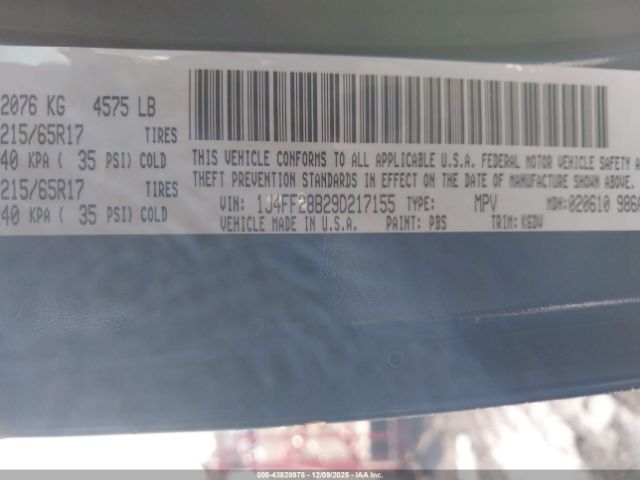 2076 KG 4575 LB
215/65R17 TIRES
40 KPA ( 35 PSI) COLD
215/65R17 TIRES
40 KPA ( 35 PSI) COLD
THIS VEHICLE CONFORMS TO ALL APPLICABLE U.S.A. FEDERAL MOTOR VEHICLE SAFETY
THEFT PREVENTION STANDARDS IN EFFECT ON THE DATE OF MANUFACTURE SHOWN
VIN: 1J4FF28B29D217155 TYPE: MPV MDH: 020610 986
VEHICLE MADE IN U.S.A. PAINT: PBS TRIM: K6DV
000-43828978 - 12/09/2025 - IAA Inc.